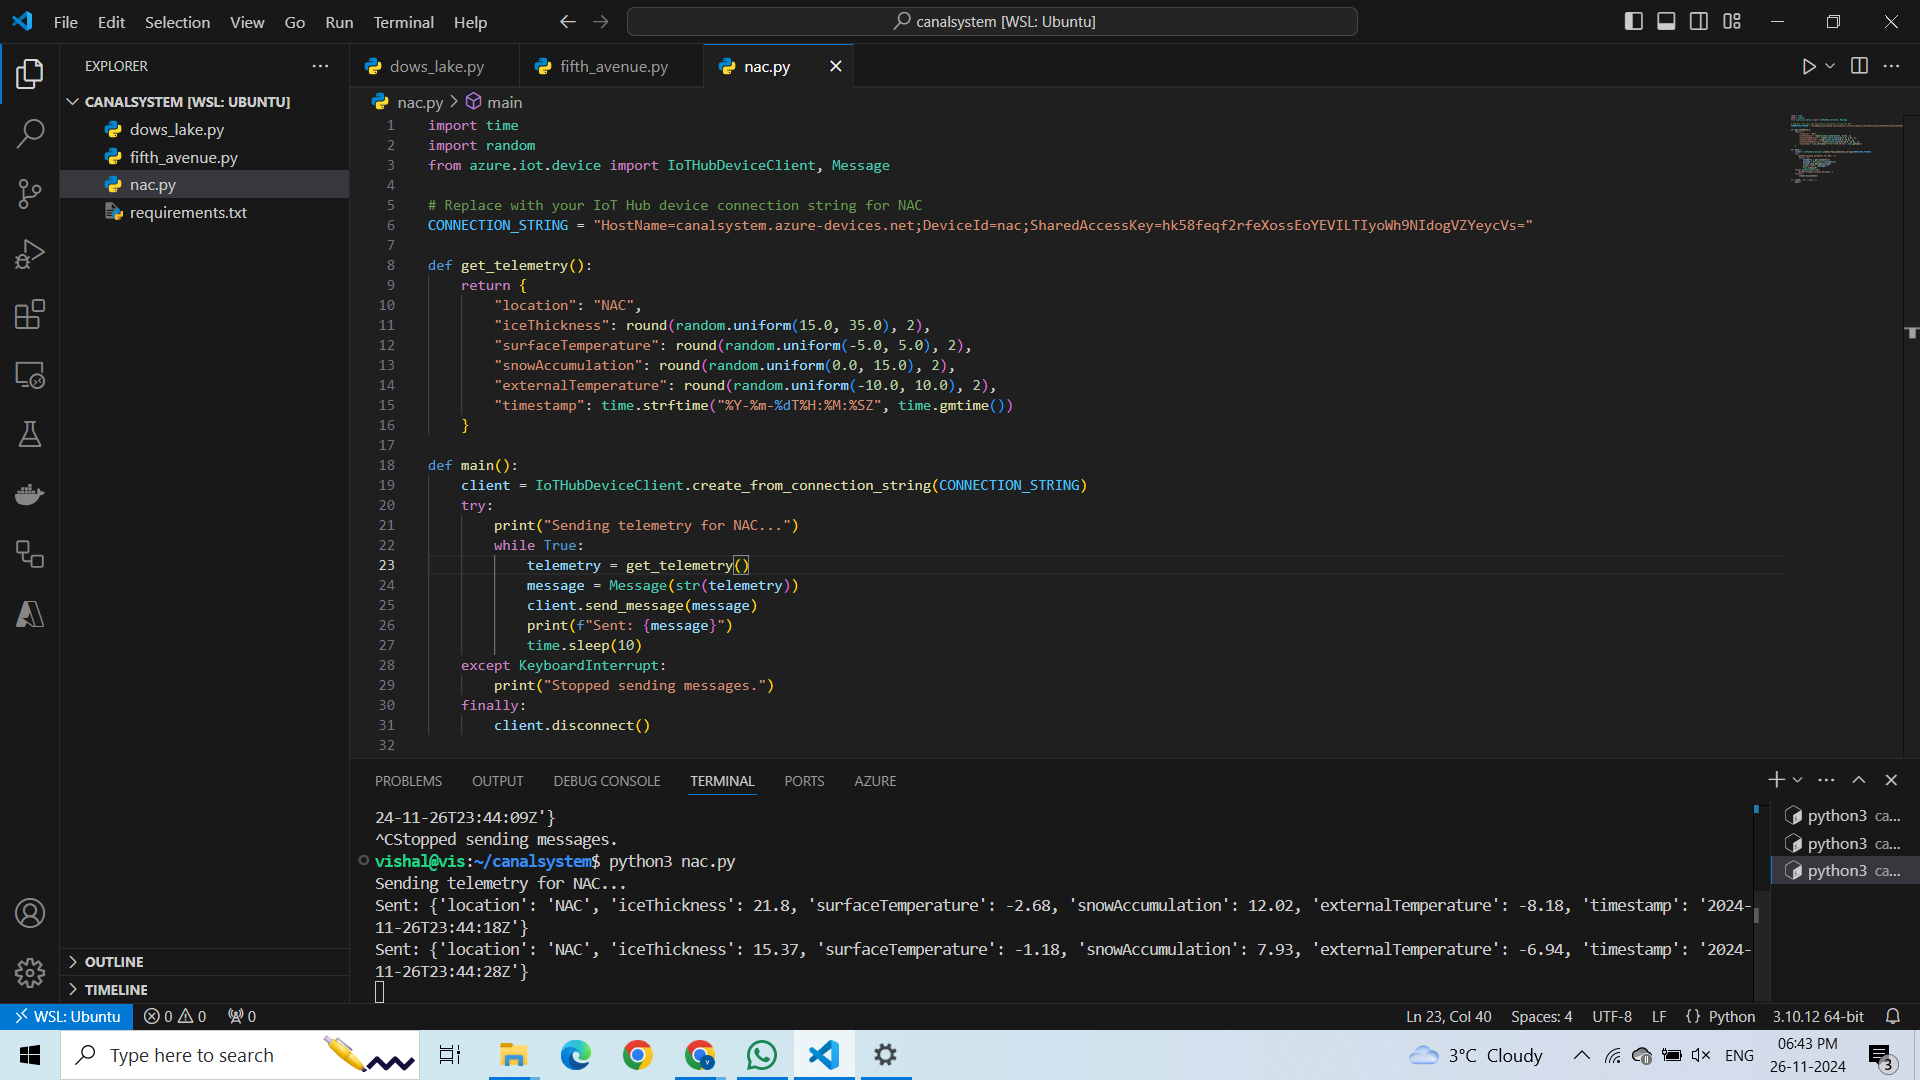 File Edit Selection View Go Run Terminal Help
canalsystem [WSL: Ubuntu]
EXPLORER
CANALSYSTEM [WSL: UBUNTU]
dows_lake.py
fifth_avenue.py
nac.py
requirements.txt
OUTLINE
TIMELINE
dows_lake.py fifth_avenue.py nac.py
nac.py > main
1 import time
2 import random
3 from azure.iot.device import IoTHubDeviceClient, Message
4
5 # Replace with your IoT Hub device connection string for NAC
6 CONNECTION_STRING = "HostName=canalsystem.azure-devices.net;DeviceId=nac;SharedAccessKey=hk58feqf2rfeXossEoYEVILTIyoWh9NIdogVZYeycVs="
7
8 def get_telemetry():
9 return {
10 "location": "NAC",
11 "iceThickness": round(random.uniform(15.0, 35.0), 2),
12 "surfaceTemperature": round(random.uniform(-5.0, 5.0), 2),
13 "snowAccumulation": round(random.uniform(0.0, 15.0), 2),
14 "externalTemperature": round(random.uniform(-10.0, 10.0), 2),
15 "timestamp": time.strftime("%Y-%m-%dT%H:%M:%SZ", time.gmtime())
16 }
17
18 def main():
19 client = IoTHubDeviceClient.create_from_connection_string(CONNECTION_STRING)
20 try:
21 print("Sending telemetry for NAC...")
22 while True:
23 telemetry = get_telemetry()
24 message = Message(str(telemetry))
25 client.send_message(message)
26 print(f"Sent: {message}")
27 time.sleep(10)
28 except KeyboardInterrupt:
29 print("Stopped sending messages.")
30 finally:
31 client.disconnect()
32
PROBLEMS OUTPUT DEBUG CONSOLE TERMINAL PORTS AZURE
24-11-26T23:44:09Z'}
^CStopped sending messages.
vishal@vis:~/canalsystem$ python3 nac.py
Sending telemetry for NAC...
Sent: {'location': 'NAC', 'iceThickness': 21.8, 'surfaceTemperature': -2.68, 'snowAccumulation': 12.02, 'externalTemperature': -8.18, 'timestamp': '2024-
11-26T23:44:18Z'}
Sent: {'location': 'NAC', 'iceThickness': 15.37, 'surfaceTemperature': -1.18, 'snowAccumulation': 7.93, 'externalTemperature': -6.94, 'timestamp': '2024-
11-26T23:44:28Z'}
python3 ca...
python3 ca...
python3 ca...
WSL: Ubuntu 0 0 0 Ln 23, Col 40 Spaces: 4 UTF-8 LF {} Python 3.10.12 64-bit
Type here to search
3°C Cloudy ENG
06:43 PM
26-11-2024
3